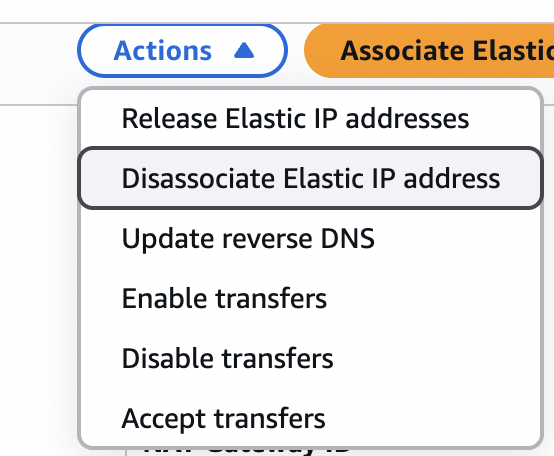 Actions
Associate Elastic
Release Elastic IP addresses
Disassociate Elastic IP address
Update reverse DNS
Enable transfers
Disable transfers
Accept transfers